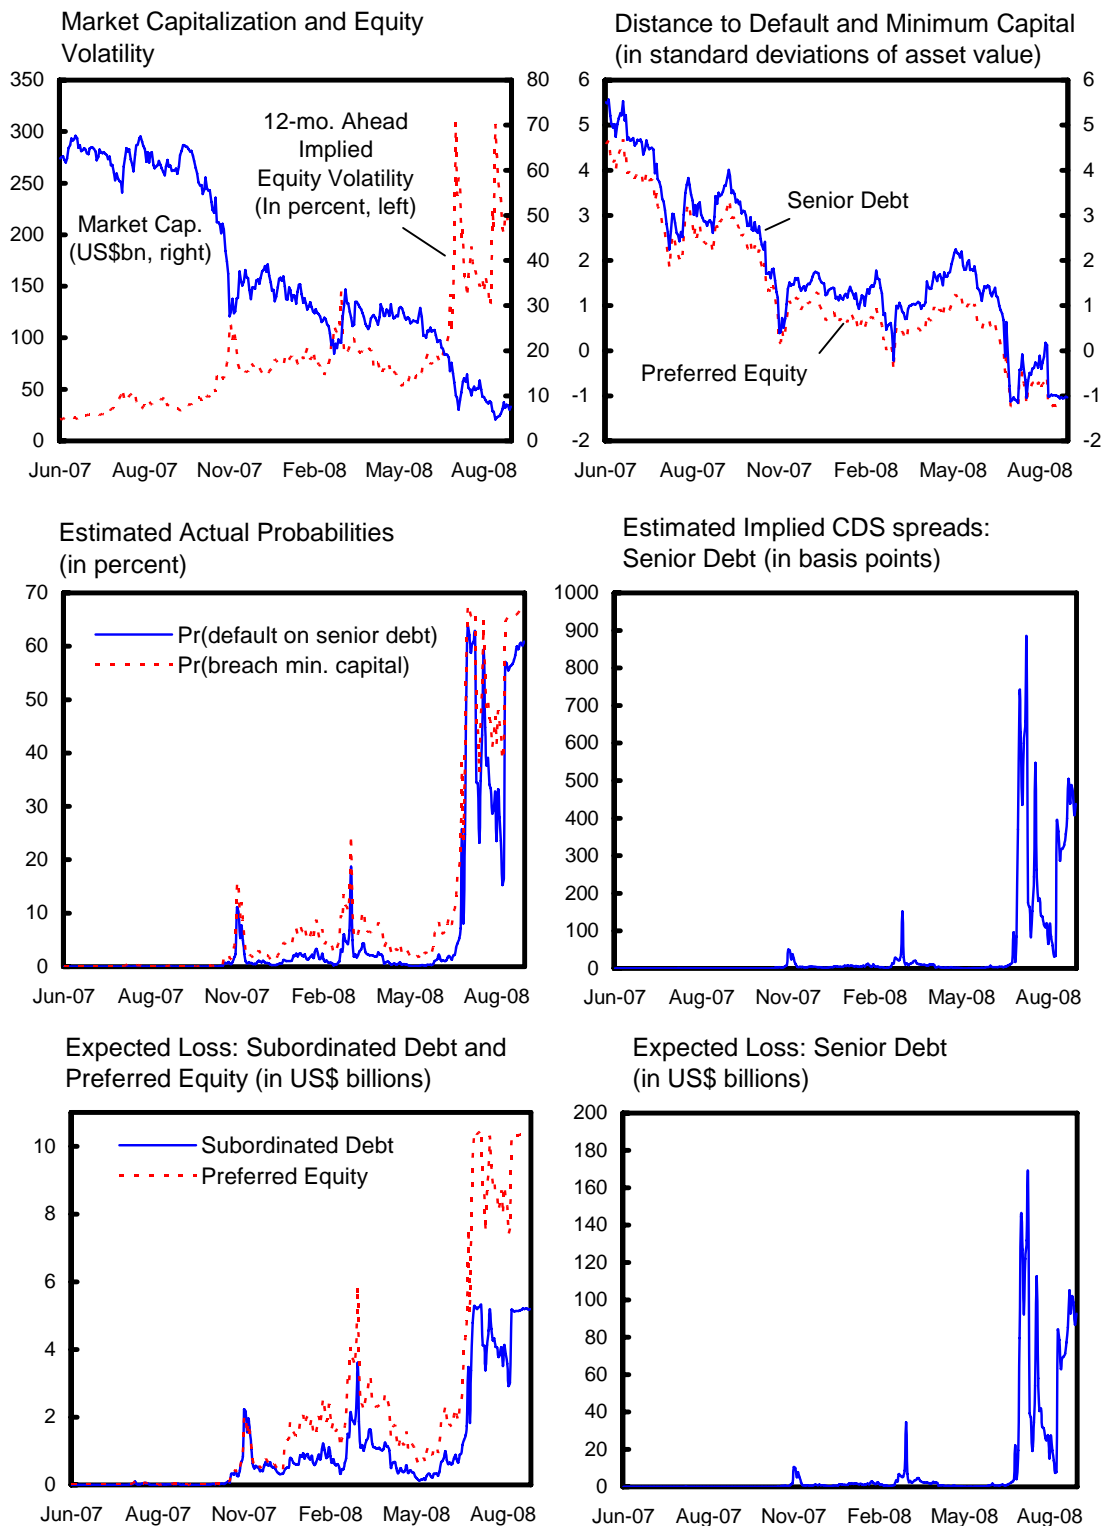 Market Capitalization and Equity
Volatility
350
300
250
200
150
100
50
0
80
70
60
50
40
30
20
10
0
12-mo. Ahead
Implied
Equity Volatility
(In percent, left)
Market Cap.
(US$bn, right)
Jun-07 Aug-07 Nov-07 Feb-08 May-08 Aug-08
Distance to Default and Minimum Capital
(in standard deviations of asset value)
6
5
4
3
2
1
0
-1
-2
6
5
4
3
2
1
0
-1
-2
Senior Debt
Preferred Equity
Jun-07 Aug-07 Nov-07 Feb-08 May-08 Aug-08
Estimated Actual Probabilities
(in percent)
70
60
50
40
30
20
10
0
Pr(default on senior debt)
Pr(breach min. capital)
Jun-07 Aug-07 Nov-07 Feb-08 May-08 Aug-08
Estimated Implied CDS spreads:
Senior Debt (in basis points)
1000
900
800
700
600
500
400
300
200
100
0
Jun-07 Aug-07 Nov-07 Feb-08 May-08 Aug-08
Expected Loss: Subordinated Debt and
Preferred Equity (in US$ billions)
10
8
6
4
2
0
Subordinated Debt
Preferred Equity
Jun-07 Aug-07 Nov-07 Feb-08 May-08 Aug-08
Expected Loss: Senior Debt
(in US$ billions)
200
180
160
140
120
100
80
60
40
20
0
Jun-07 Aug-07 Nov-07 Feb-08 May-08 Aug-08